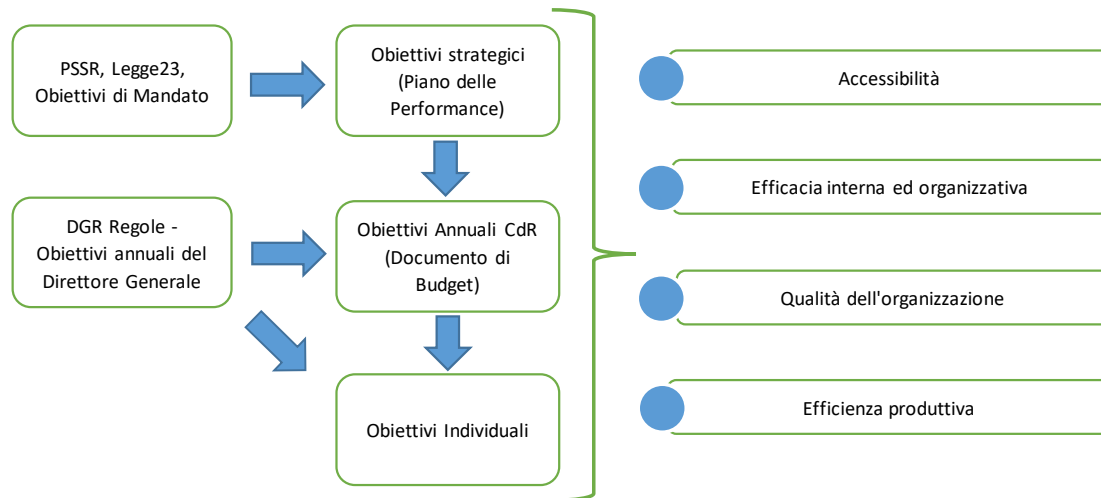 PSSR, Legge23,
Obiettivi di Mandato
Obiettivi strategici
(Piano delle
Performance)
DGR Regole -
Obiettivi annuali del
Direttore Generale
Obiettivi Annuali CdR
(Documento di
Budget)
Obiettivi Individuali
Accessibilità
Efficacia interna ed organizzativa
Qualità dell'organizzazione
Efficienza produttiva